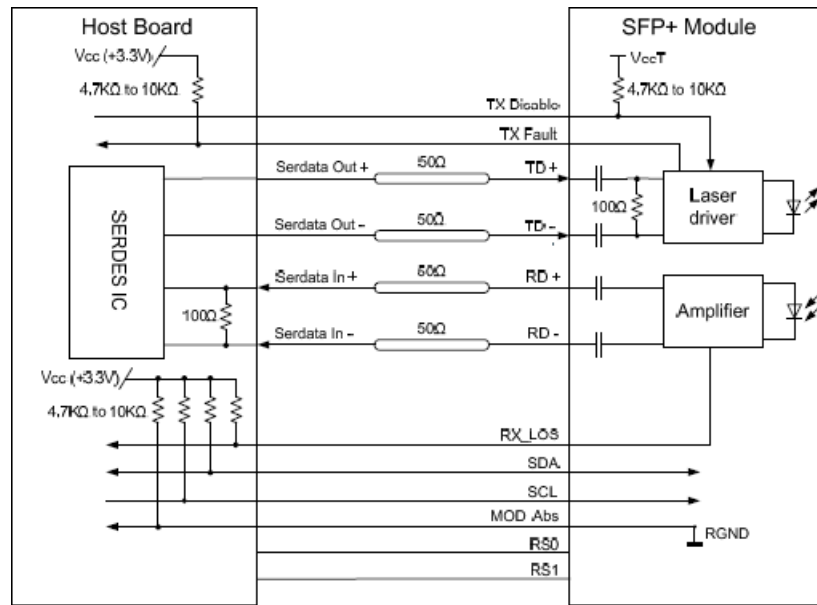 Host Board
SFP+ Module
Vcc (+3.3V)
VccT
4.7KΩ to 10KΩ
4.7KΩ to 10KΩ
TX Disable
TX Fault
Serdata Out +
50Ω
TD +
Serdata Out -
50Ω
TD -
100Ω
Laser
driver
SERDES IC
Serdata In +
50Ω
RD +
100Ω
Serdata In -
50Ω
RD -
Amplifier
Vcc (+3.3V)
4.7KΩ to 10KΩ
RX_LOS
SDA
SCL
MOD Abs
RGND
RS0
RS1